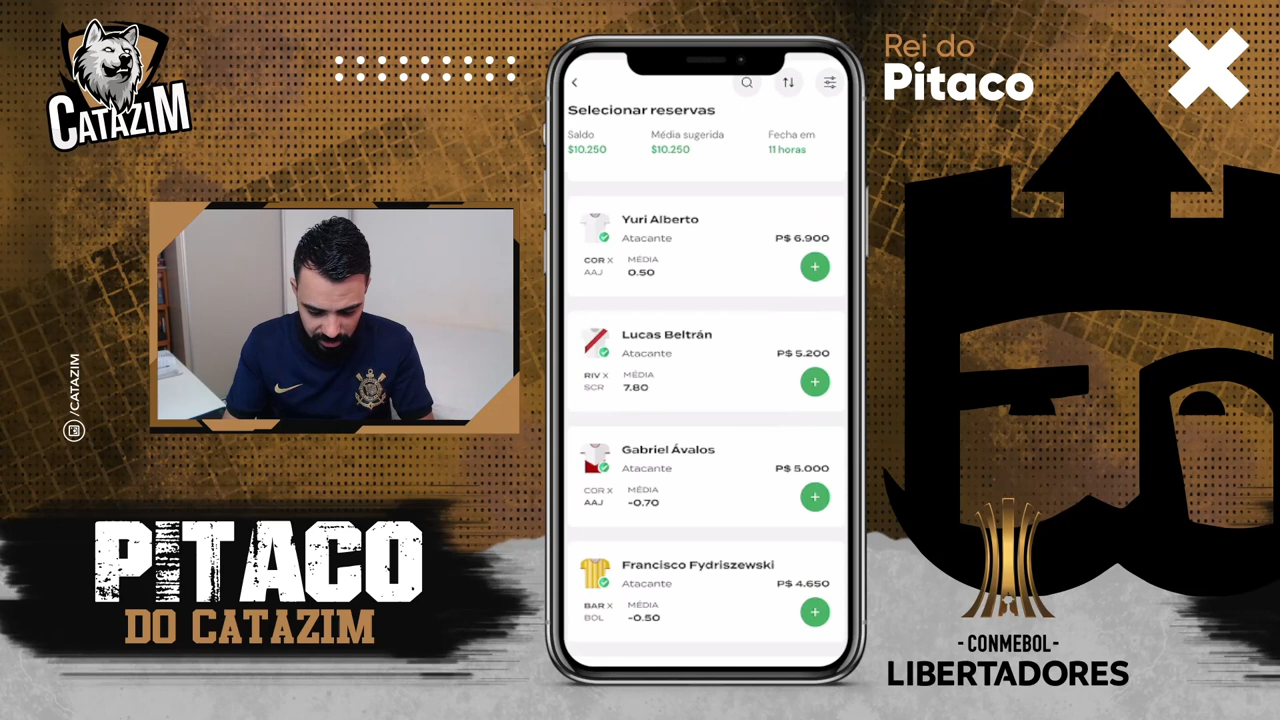 CATAZIM
/CATAZIM
PITACO
DO CATAZIM
Selecionar reservas
Saldo
$10.250
Média sugerida
$10.250
Fecha em
11 horas
Yuri Alberto
Atacante
P$ 6.900
COR X
AAJ
MÉDIA
0.50
Lucas Beltrán
Atacante
P$ 5.200
RIV X
SCR
MÉDIA
7.80
Gabriel Ávalos
Atacante
P$ 5.000
COR X
AAJ
MÉDIA
-0.70
Francisco Fydriszewski
Atacante
P$ 4.650
BAR X
BOL
MÉDIA
-0.50
Rei do
Pitaco
-CONMEBOL-
LIBERTADORES